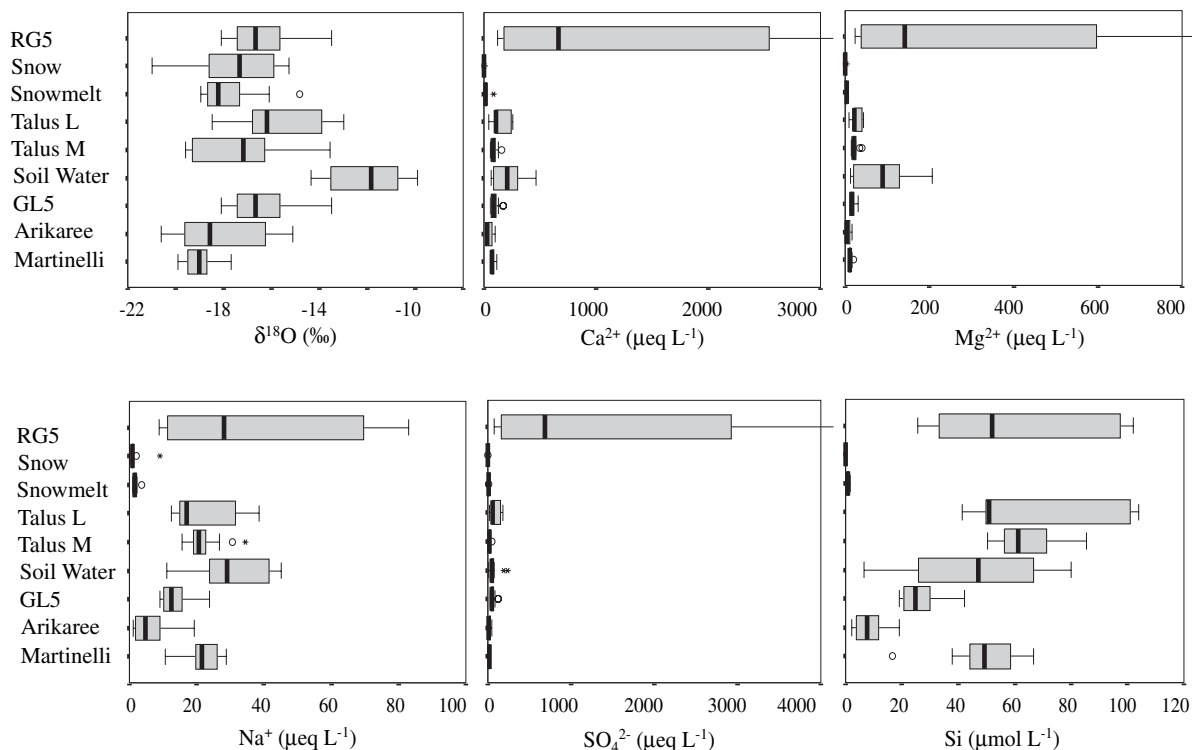 RG5
Snow
Snowmelt
Talus L
Talus M
Soil Water
GL5
Arikaree
Martinelli
-22 -18 -14 -10
δ¹⁸O (‰)
0 1000 2000 3000
Ca²⁺ (µeq L⁻¹)
0 200 400 600 800
Mg²⁺ (µeq L⁻¹)
RG5
Snow
Snowmelt
Talus L
Talus M
Soil Water
GL5
Arikaree
Martinelli
0 20 40 60 80 100
Na⁺ (µeq L⁻¹)
0 1000 2000 3000 4000
SO₄²⁻ (µeq L⁻¹)
0 20 40 60 80 100 120
Si (µmol L⁻¹)